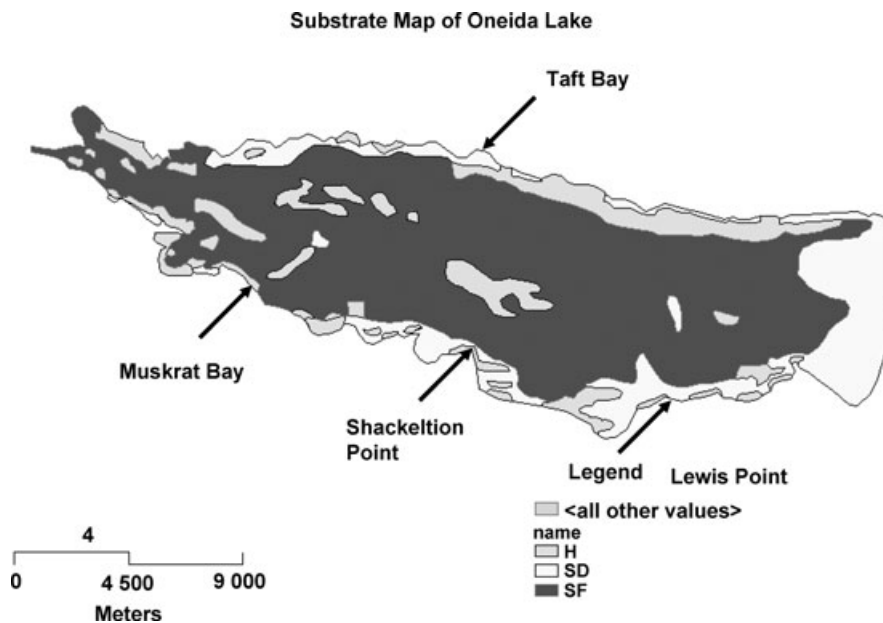 Substrate Map of Oneida Lake
Taft Bay
Muskrat Bay
Shackeltion
Point
Legend
Lewis Point
<all other values>
name
H
SD
SF
4
0
4 500
9 000
Meters